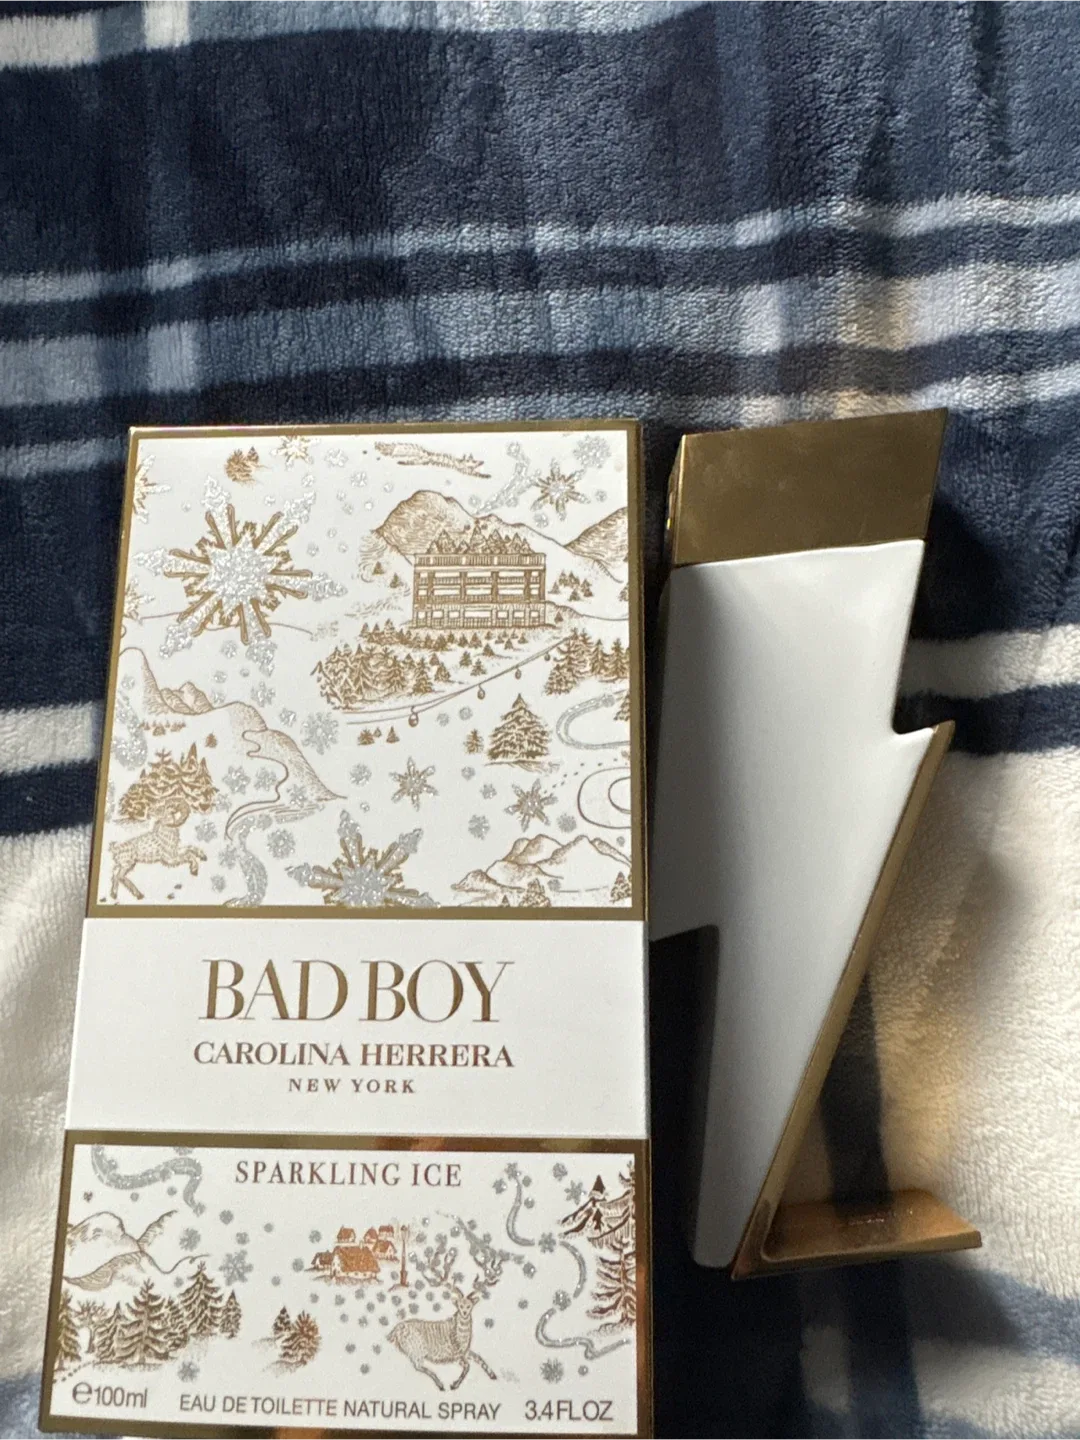 BAD BOY
CAROLINA HERRERA
NEW YORK
SPARKLING ICE
℮100ml EAU DE TOILETTE NATURAL SPRAY 3.4FLOZ